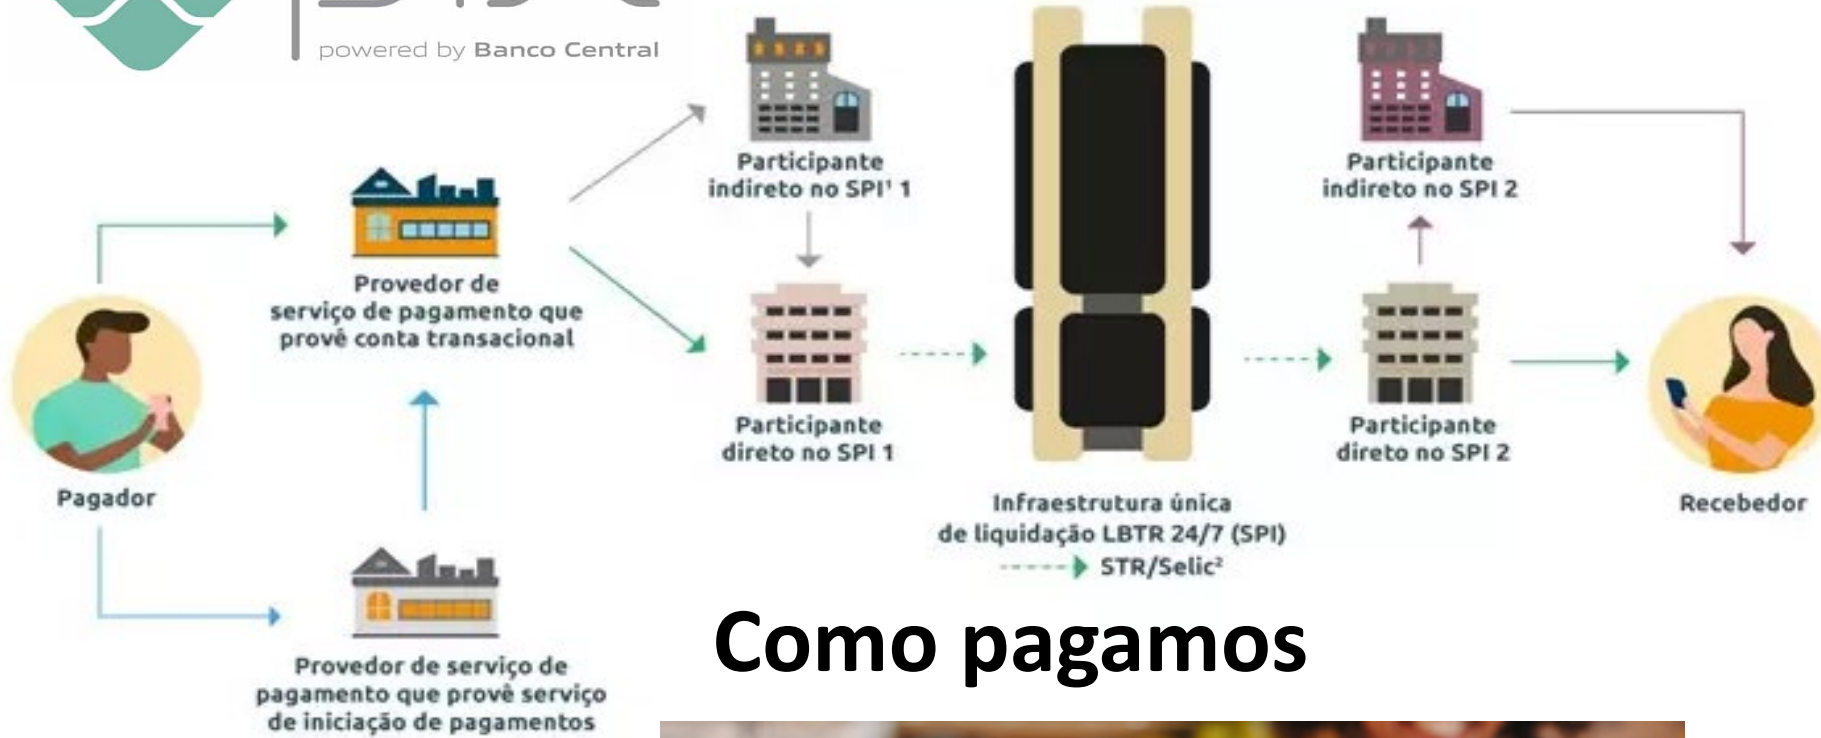 powered by Banco Central
Participante
indireto no SPI¹ 1
Participante
indireto no SPI 2
Provedor de
serviço de pagamento que
provê conta transacional
Participante
direto no SPI 1
Participante
direto no SPI 2
Pagador
Infraestrutura única
de liquidação LBTR 24/7 (SPI)
STR/Selic²
Recebedor
Provedor de serviço de
pagamento que provê serviço
de iniciação de pagamentos
Como pagamos